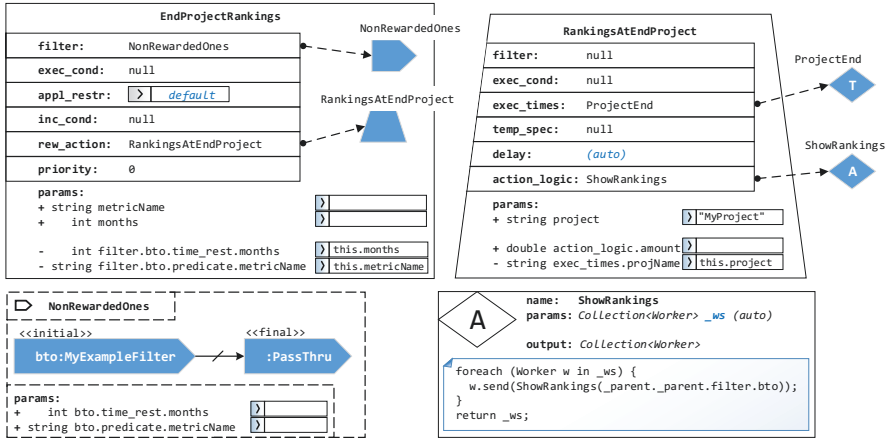 EndProjectRankings
filter: NonRewardedOnes
exec_cond: null
appl_restr: > default
inc_cond: null
rew_action: RankingsAtEndProject
priority: 0
params:
+ string metricName >
+ int months >
- int filter.bto.time_rest.months > this.months
- string filter.bto.predicate.metricName > this.metricName
NonRewardedOnes
RankingsAtEndProject
RankingsAtEndProject
filter: null
exec_cond: null
exec_times: ProjectEnd
temp_spec: null
delay: (auto)
action_logic: ShowRankings
params:
+ string project > "MyProject"
+ double action_logic.amount >
- string exec_times.projName > this.project
ProjectEnd
T
ShowRankings
A
NonRewardedOnes
<<initial>> <<final>>
bto:MyExampleFilter :PassThru
params:
+ int bto.time_rest.months >
+ string bto.predicate.metricName >
A
name: ShowRankings
params: Collection<Worker> _ws (auto)
output: Collection<Worker>
foreach (Worker w in _ws) {
w.send(ShowRankings(_parent._parent.filter.bto));
}
return _ws;